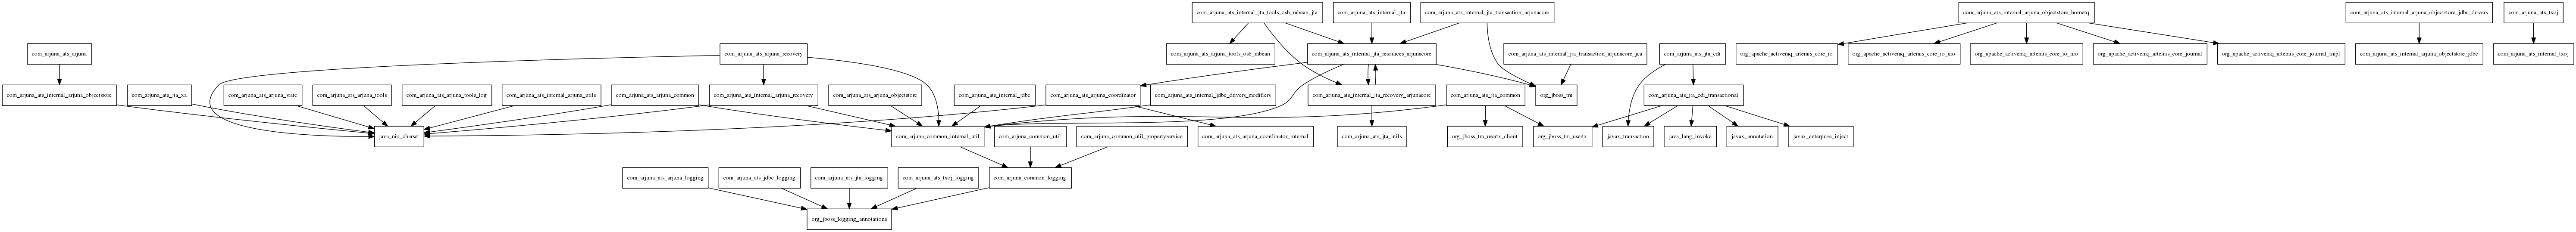 com_arjuna_ats_internal_jta_tools_osb_mbean_jta
com_arjuna_ats_internal_jta
com_arjuna_ats_internal_jta_transaction_arjunacore
com_arjuna_ats_internal_arjuna_objectstore_hornetq
com_arjuna_ats_internal_arjuna_objectstore_jdbc_drivers
com_arjuna_ats_txoj
com_arjuna_ats_arjuna
com_arjuna_ats_arjuna_recovery
com_arjuna_ats_arjuna_tools_osb_mbean
com_arjuna_ats_internal_jta_resources_arjunacore
com_arjuna_ats_internal_jta_transaction_arjunacore_jca
com_arjuna_ats_jta_cdi
org_apache_activemq_artemis_core_io
org_apache_activemq_artemis_core_io_aio
org_apache_activemq_artemis_core_io_nio
org_apache_activemq_artemis_core_journal
org_apache_activemq_artemis_core_journal_impl
com_arjuna_ats_internal_arjuna_objectstore_jdbc
com_arjuna_ats_internal_txoj
com_arjuna_ats_internal_arjuna_objectstore
com_arjuna_ats_jta_xa
com_arjuna_ats_arjuna_state
com_arjuna_ats_arjuna_tools
com_arjuna_ats_arjuna_tools_log
com_arjuna_ats_internal_arjuna_utils
com_arjuna_ats_arjuna_common
com_arjuna_ats_internal_arjuna_recovery
com_arjuna_ats_arjuna_objectstore
com_arjuna_ats_internal_jdbc
com_arjuna_ats_arjuna_coordinator
com_arjuna_ats_internal_jdbc_drivers_modifiers
com_arjuna_ats_internal_jta_recovery_arjunacore
com_arjuna_ats_jta_common
org_jboss_tm
com_arjuna_ats_jta_cdi_transactional
java_nio_charset
com_arjuna_common_internal_util
com_arjuna_common_util
com_arjuna_common_util_propertyservice
com_arjuna_ats_arjuna_coordinator_internal
com_arjuna_ats_jta_utils
org_jboss_tm_usertx_client
org_jboss_tm_usertx
javax_transaction
java_lang_invoke
javax_annotation
javax_enterprise_inject
com_arjuna_ats_arjuna_logging
com_arjuna_ats_jdbc_logging
com_arjuna_ats_jta_logging
com_arjuna_ats_txoj_logging
com_arjuna_common_logging
org_jboss_logging_annotations